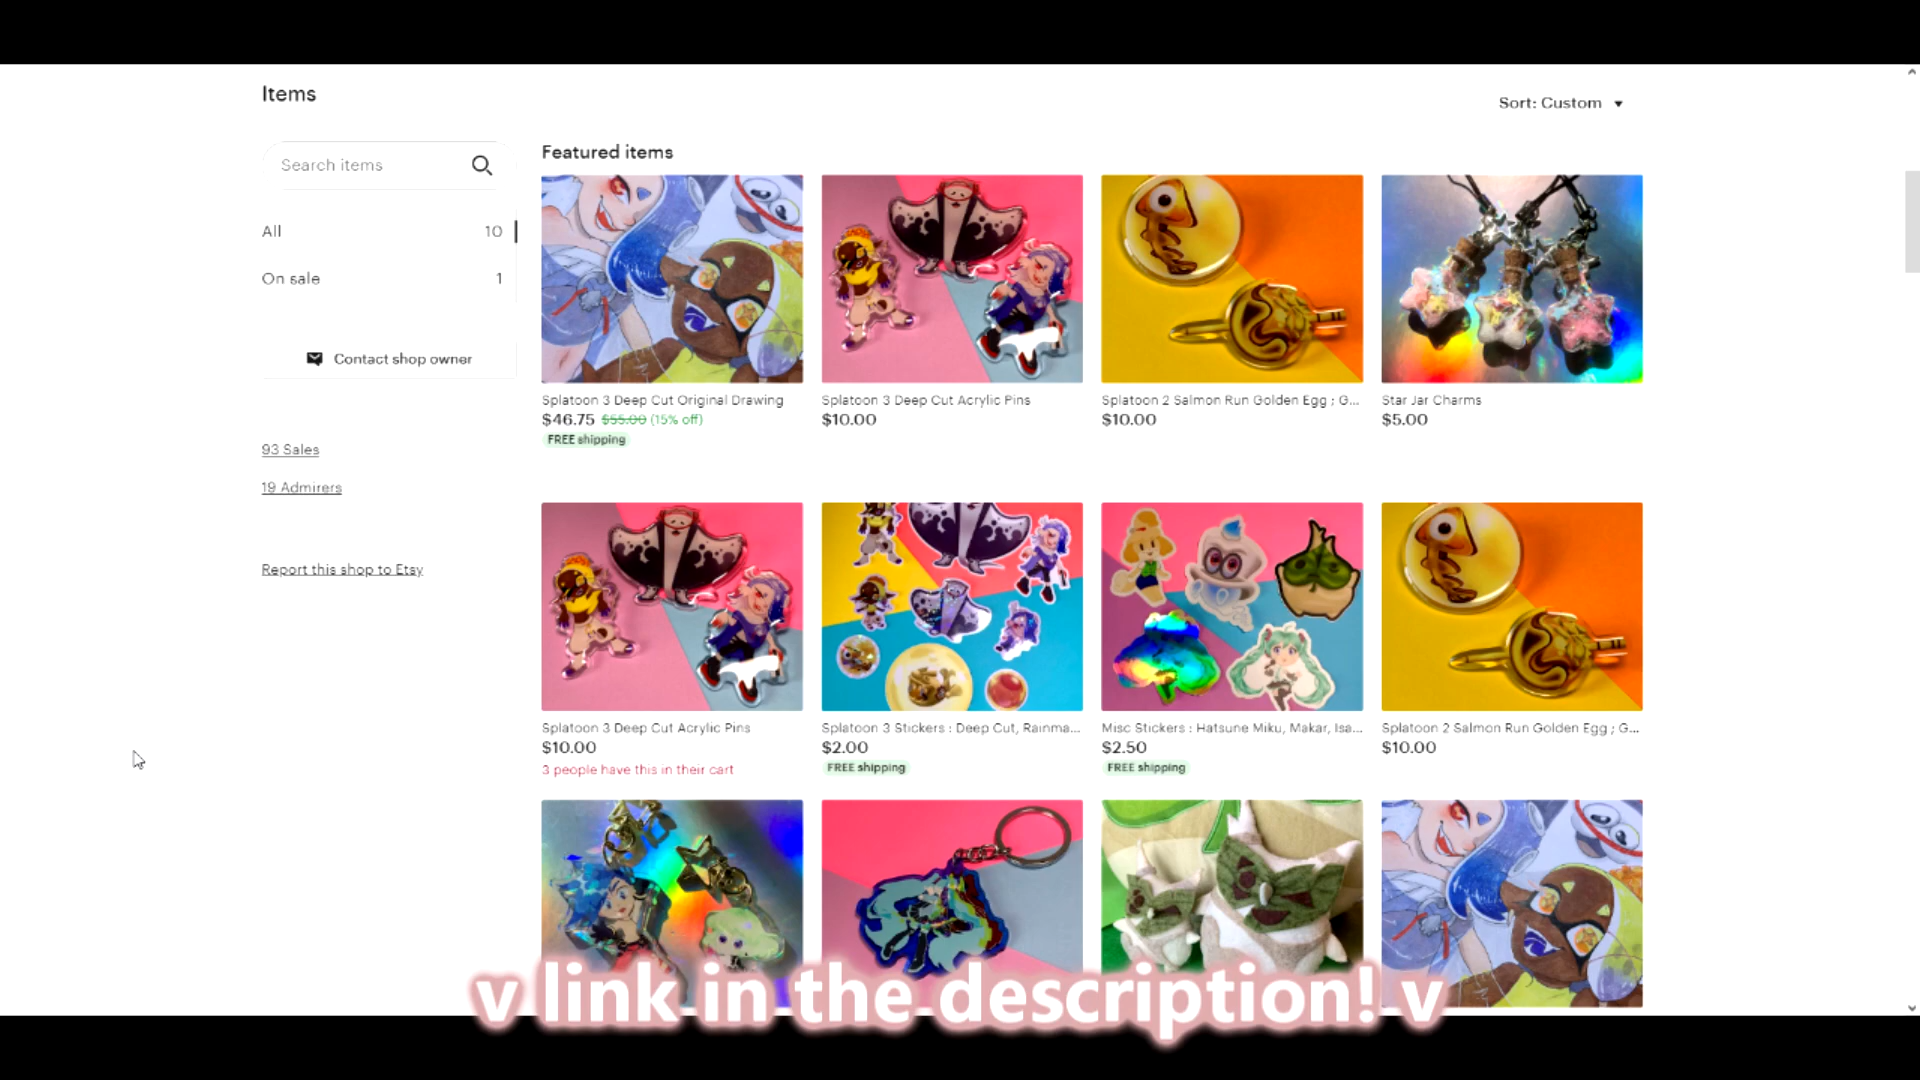 Items
Sort: Custom
Search items
Featured items
All 10
On sale 1
Contact shop owner
93 Sales
19 Admirers
Report this shop to Etsy
Splatoon 3 Deep Cut Original Drawing
$46.75 $55.00 (15% off)
FREE shipping
Splatoon 3 Deep Cut Acrylic Pins
$10.00
Splatoon 2 Salmon Run Golden Egg ; G...
$10.00
Star Jar Charms
$5.00
Splatoon 3 Deep Cut Acrylic Pins
$10.00
3 people have this in their cart
Splatoon 3 Stickers : Deep Cut, Rainma...
$2.00
FREE shipping
Misc Stickers : Hatsune Miku, Makar, Isa...
$2.50
FREE shipping
Splatoon 2 Salmon Run Golden Egg ; G...
$10.00
v link in the description! v